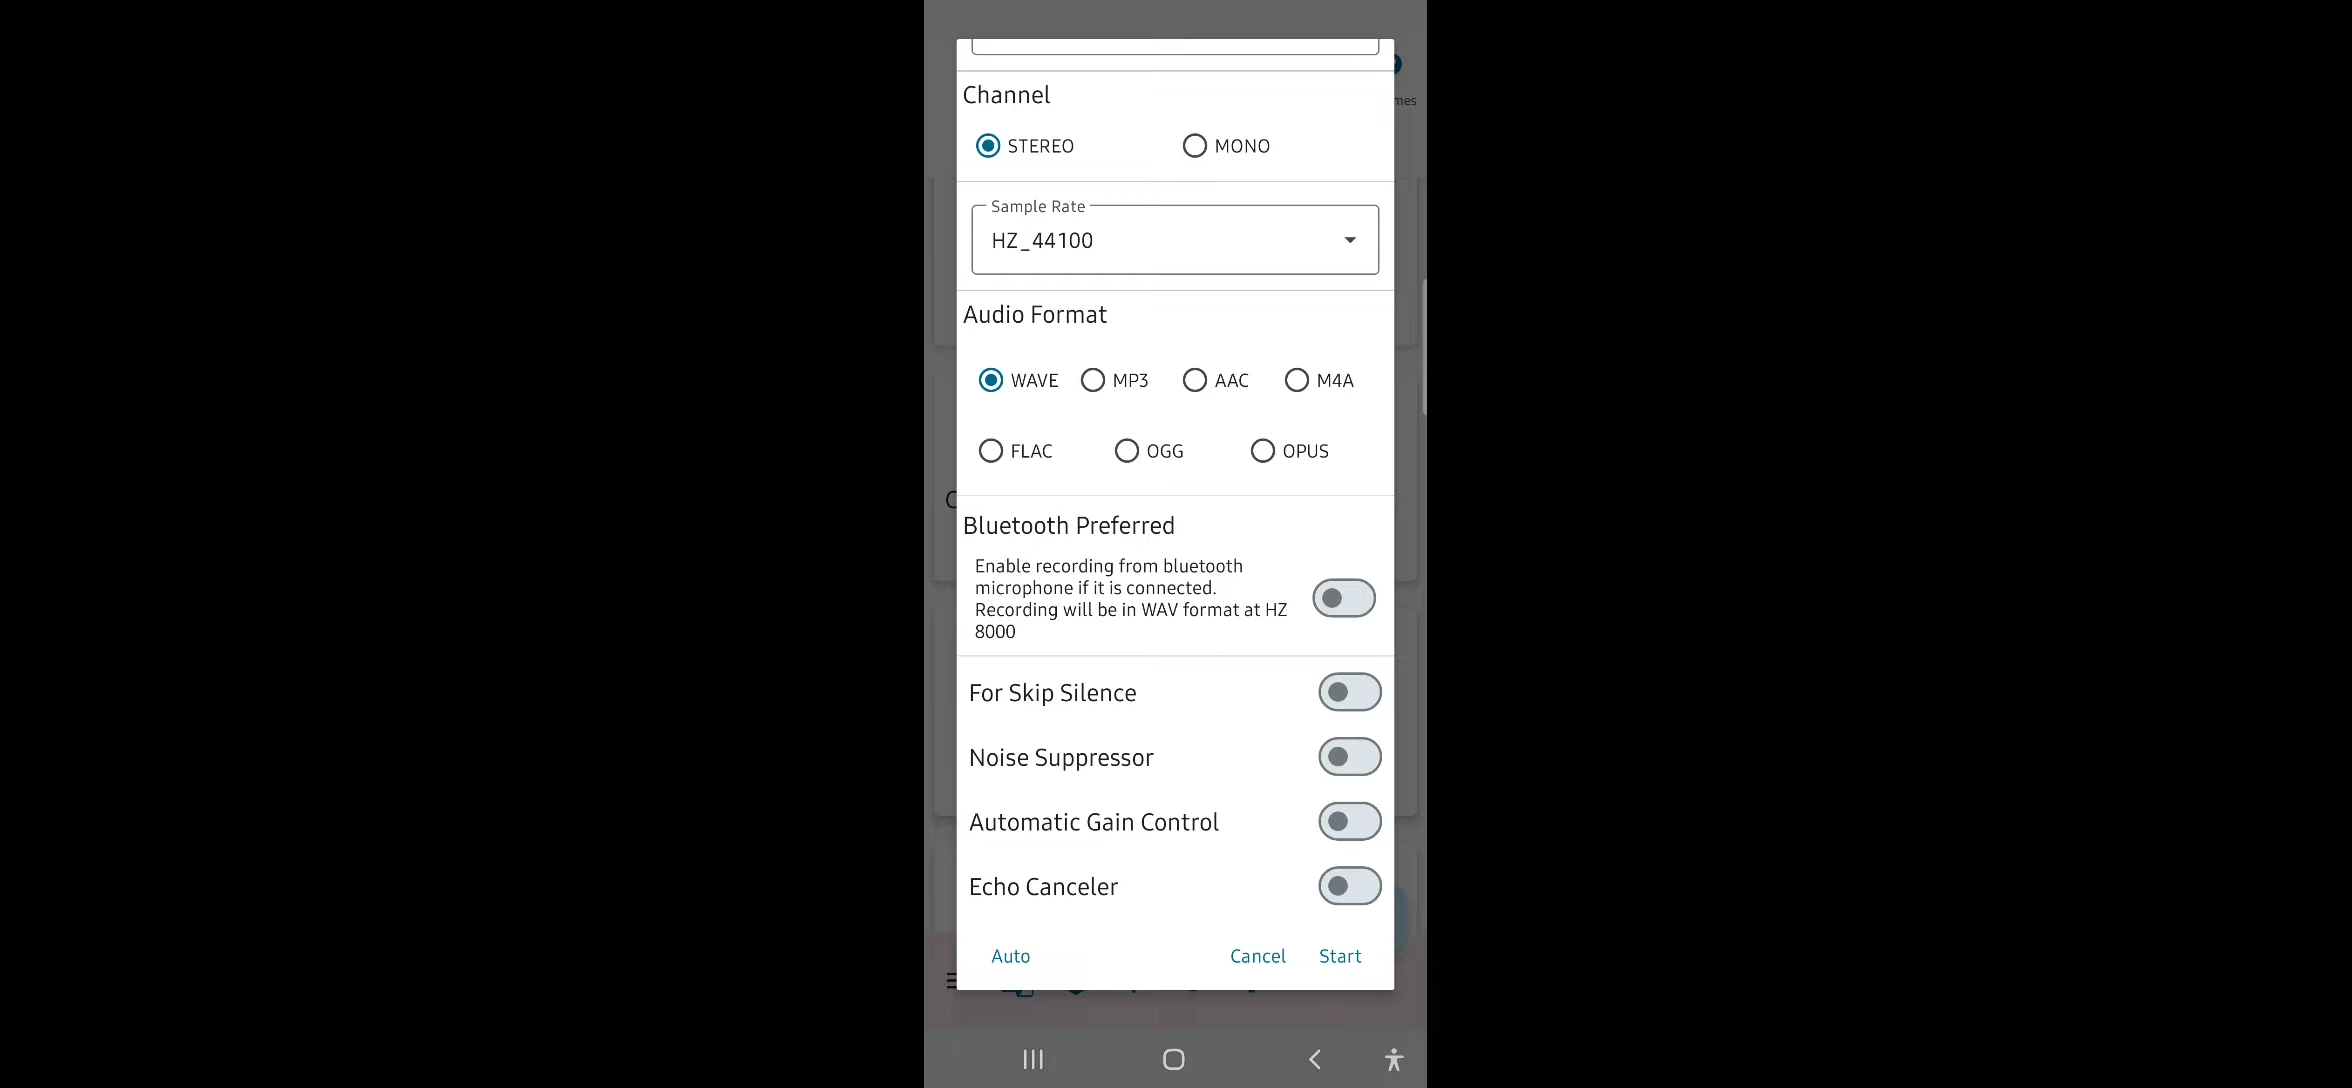 mes
Channel
STEREO
MONO
Sample Rate
HZ_44100
Audio Format
WAVE
MP3
AAC
M4A
FLAC
OGG
OPUS
Bluetooth Preferred
Enable recording from bluetooth
microphone if it is connected.
Recording will be in WAV format at HZ
8000
For Skip Silence
Noise Suppressor
Automatic Gain Control
Echo Canceler
Auto
Cancel
Start